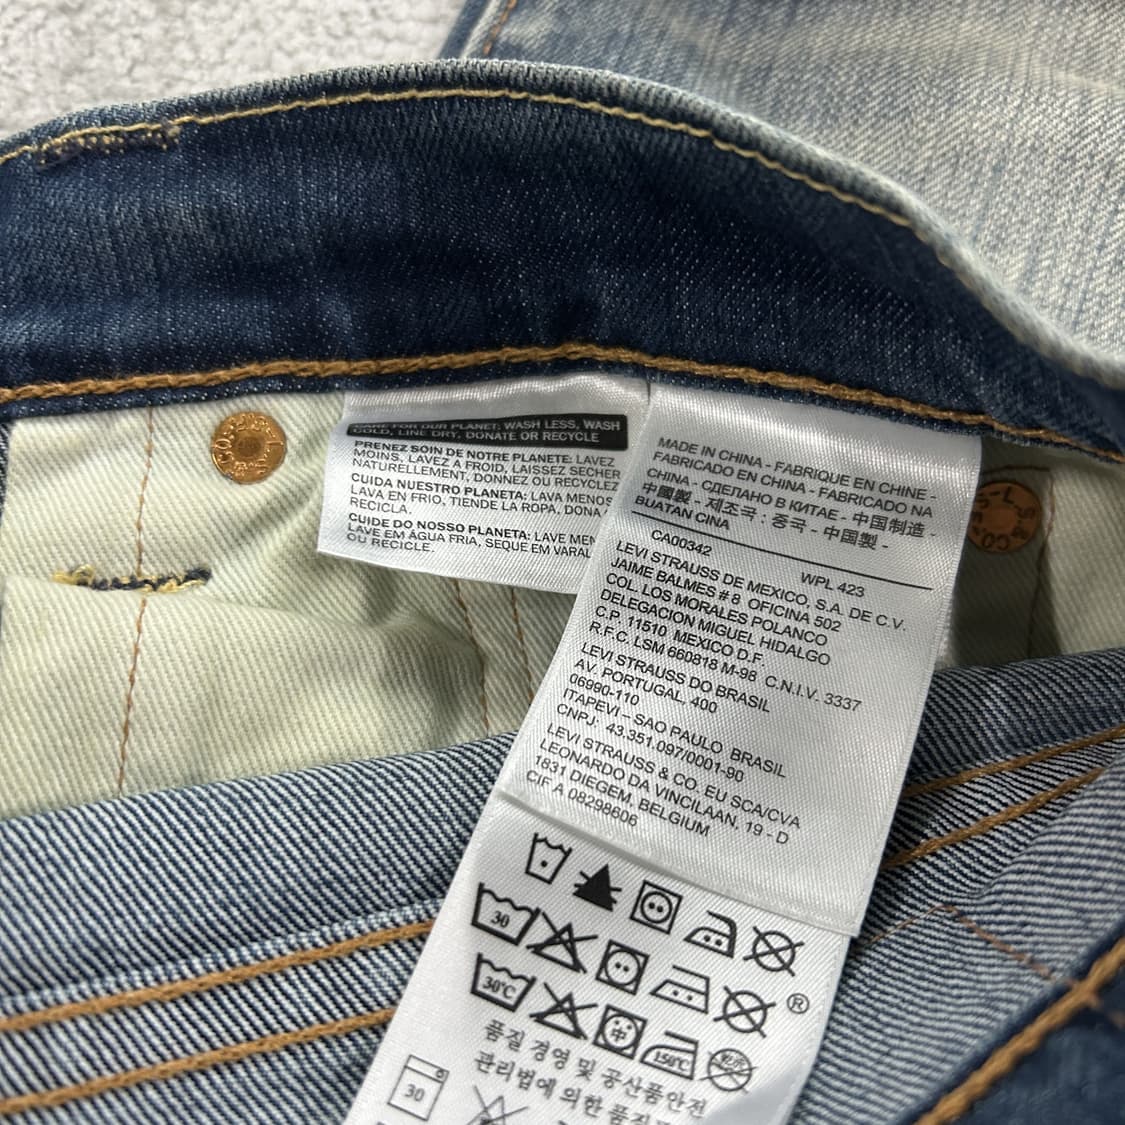 CARE FOR OUR PLANET: WASH LESS, WASH
COLD, LINE DRY, DONATE OR RECYCLE
PRENEZ SOIN DE NOTRE PLANETE: LAVEZ
MOINS, LAVEZ A FROID, LAISSEZ SECHER
NATURELLEMENT, DONNEZ OU RECYCLEZ
CUIDA NUESTRO PLANETA: LAVA MENOS
LAVA EN FRIO, TIENDE LA ROPA, DONA
RECICLA.
CUIDE DO NOSSO PLANETA: LAVE
LAVE EM ÁGUA FRIA, SEQUE EM
OU RECICLE.
MADE IN CHINA - FABRIQUE EN CHINE -
FABRICADO EN CHINA - FABRICADO NA
CHINA - СДЕЛАНО В КИТАЕ - 中国制造 -
中國製 - 제조국 : 중국 - 中国製 -
BUATAN CINA
CA00342
WPL 423
LEVI STRAUSS DE MEXICO, S.A. DE C.V.
JAIME BALMES # 8 OFICINA 502
COL. LOS MORALES POLANCO
DELEGACION MIGUEL HIDALGO
C.P. 11510 MEXICO D.F.
R.F.C. LSM 660818 M-98 C.N.I.V. 3337
LEVI STRAUSS DO BRASIL
AV. PORTUGAL, 400
06990-110
ITAPEVI – SAO PAULO BRASIL
CNPJ: 43.351.097/0001-90
LEVI STRAUSS & CO. EU SCA/CVA
LEONARDO DA VINCILAAN, 19 - D
1831 DIEGEM, BELGIUM
CIF A 08298606
30
®
30℃
中
150℃
품질 경영 및 공산품안전
관리법에 의한 품질
30